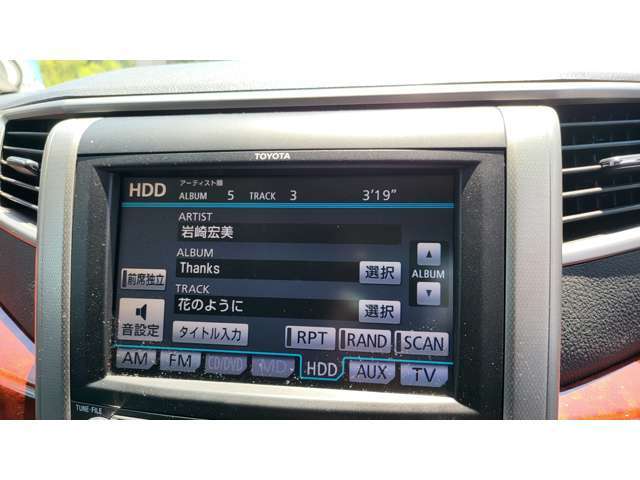 TOYOTA
HDD アーティスト順
ALBUM 5 TRACK 3 3'19"
ARTIST
岩崎宏美
ALBUM
Thanks 選択
ALBUM
前席独立
TRACK
花のように 選択
音設定
タイトル入力 RPT RAND SCAN
AM FM CD/DVD MD HDD AUX TV
TUNE・FILE